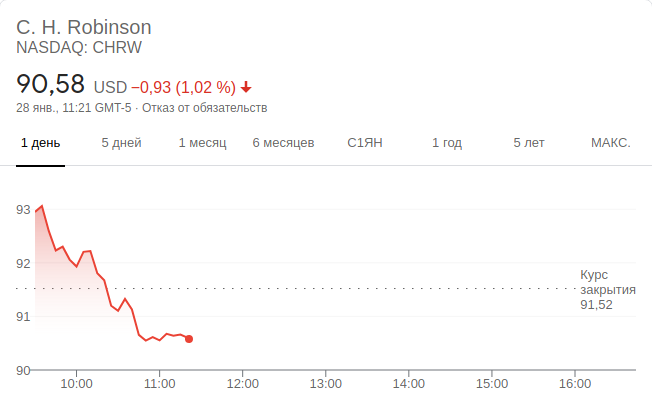 C. H. Robinson
NASDAQ: CHRW
90,58 USD −0,93 (1,02 %)
28 янв., 11:21 GMT-5 · Отказ от обязательств
1 день 5 дней 1 месяц 6 месяцев С1ЯН 1 год 5 лет МАКС.
93
92
Курс
закрытия
91,52
91
90
10:00 11:00 12:00 13:00 14:00 15:00 16:00